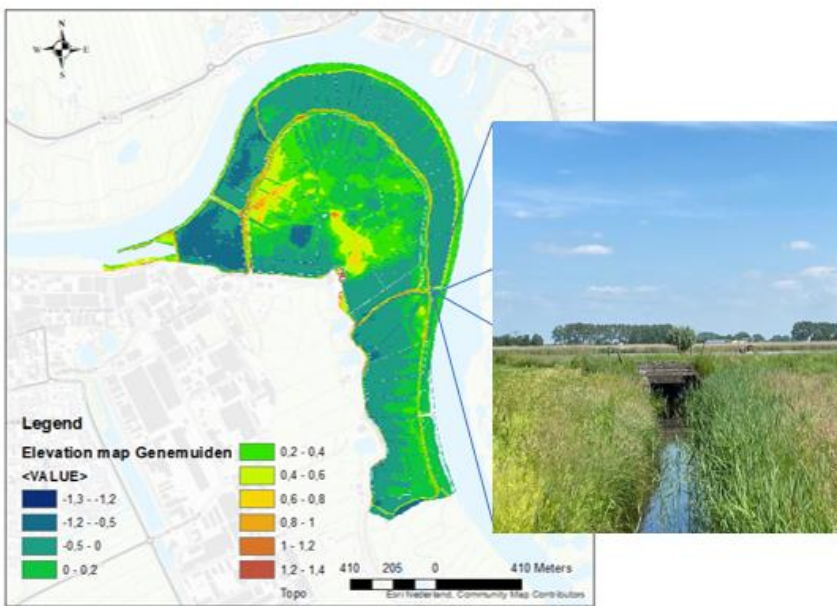 N
W E
S
Legend
Elevation map Genemuiden
<VALUE>
-1,3 - -1,2
-1,2 - -0,5
-0,5 - 0
0 - 0,2
0,2 - 0,4
0,4 - 0,6
0,6 - 0,8
0,8 - 1
1 - 1,2
1,2 - 1,4
Topo
410 205 0 410 Meters
Esri Nederland, Community Map Contributors